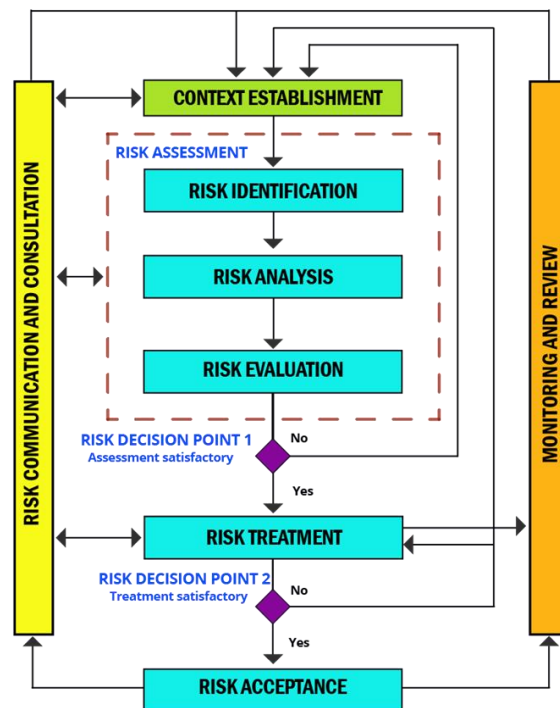 CONTEXT ESTABLISHMENT
RISK ASSESSMENT
RISK IDENTIFICATION
RISK ANALYSIS
RISK EVALUATION
RISK DECISION POINT 1
Assessment satisfactory
No
Yes
RISK TREATMENT
RISK DECISION POINT 2
Treatment satisfactory
No
Yes
RISK ACCEPTANCE
RISK COMMUNICATION AND CONSULTATION
MONITORING AND REVIEW